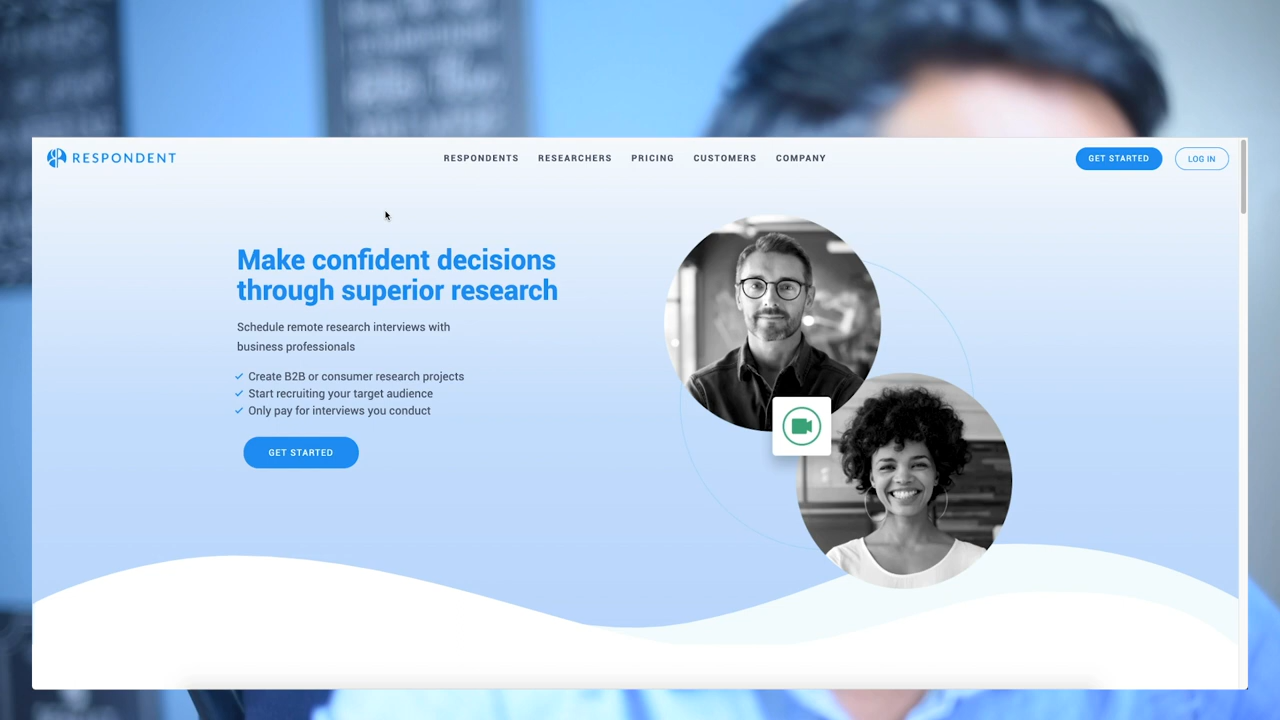 RESPONDENT
RESPONDENTS RESEARCHERS PRICING CUSTOMERS COMPANY
GET STARTED LOG IN
Make confident decisions
through superior research
Schedule remote research interviews with
business professionals
Create B2B or consumer research projects
Start recruiting your target audience
Only pay for interviews you conduct
GET STARTED